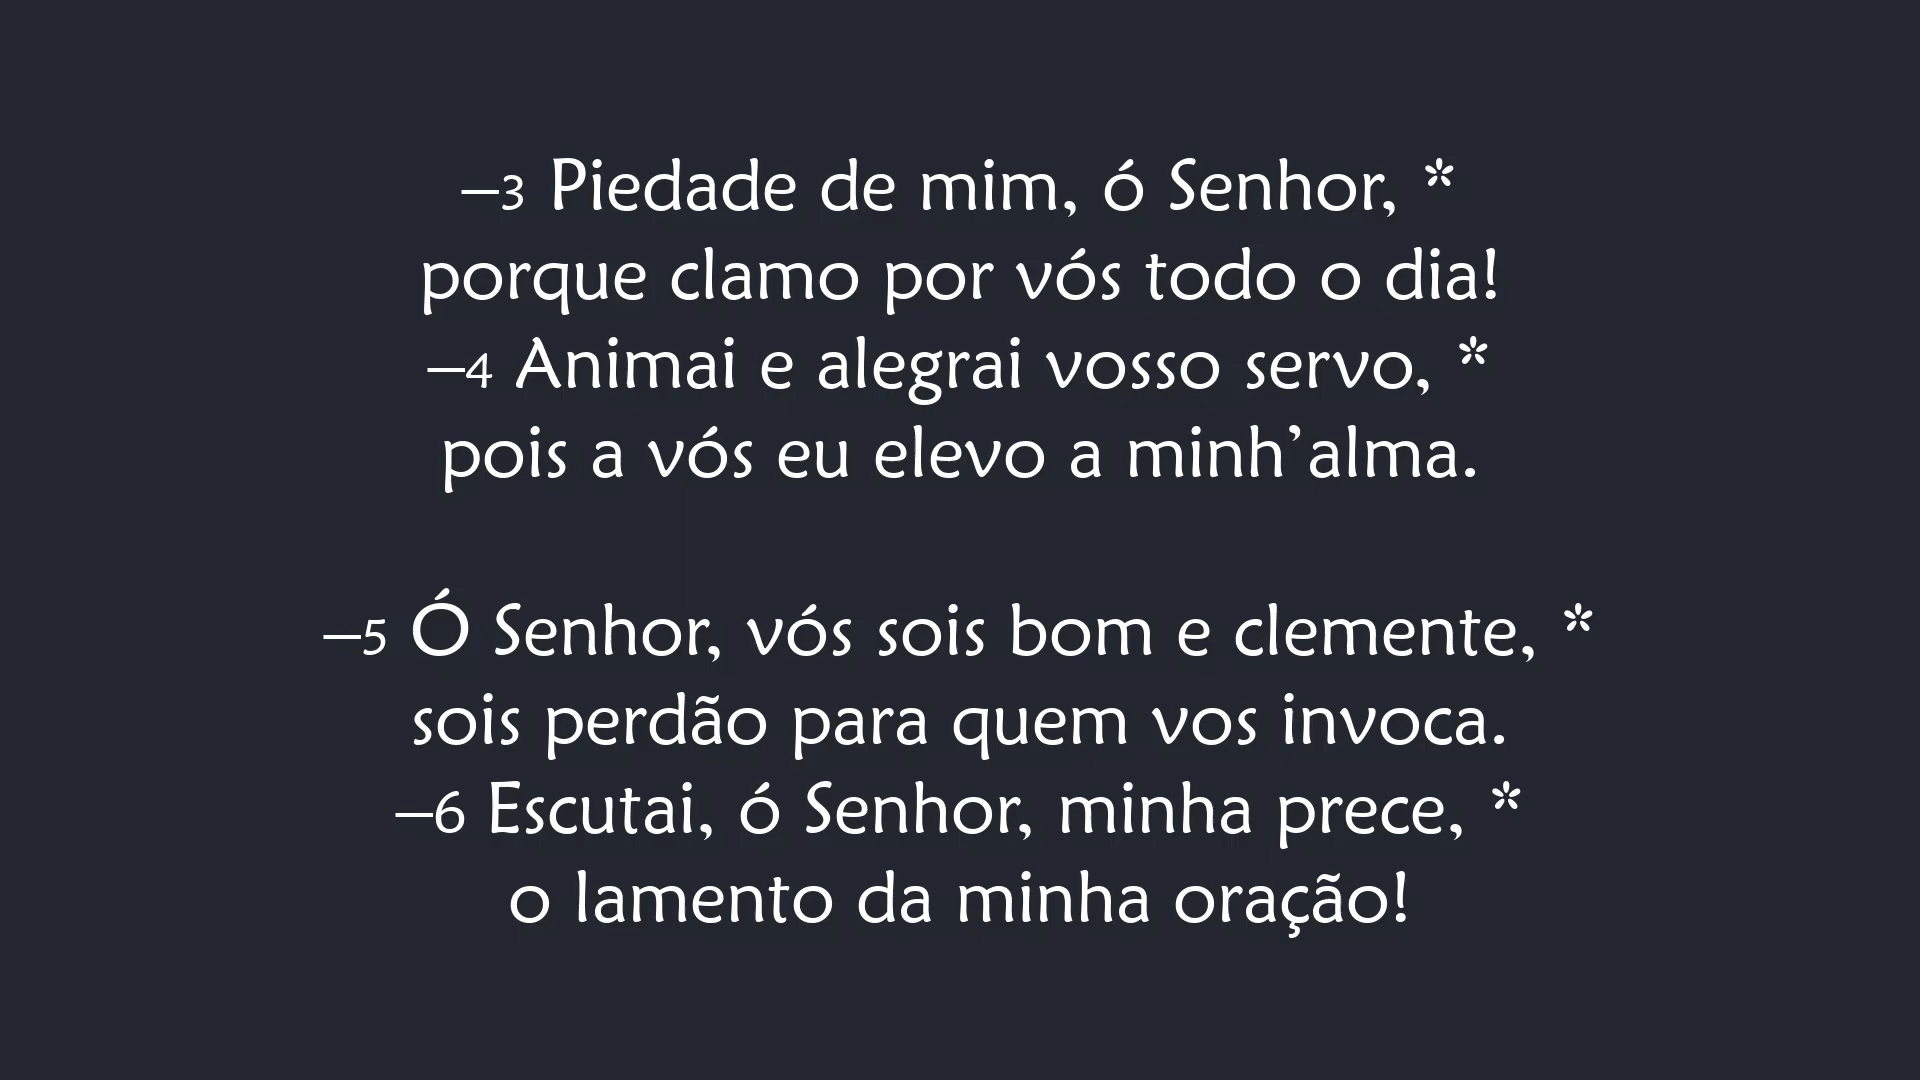 –3 Piedade de mim, ó Senhor, *
porque clamo por vós todo o dia!
–4 Animai e alegrai vosso servo, *
pois a vós eu elevo a minh’alma.
–5 Ó Senhor, vós sois bom e clemente, *
sois perdão para quem vos invoca.
–6 Escutai, ó Senhor, minha prece, *
o lamento da minha oração!